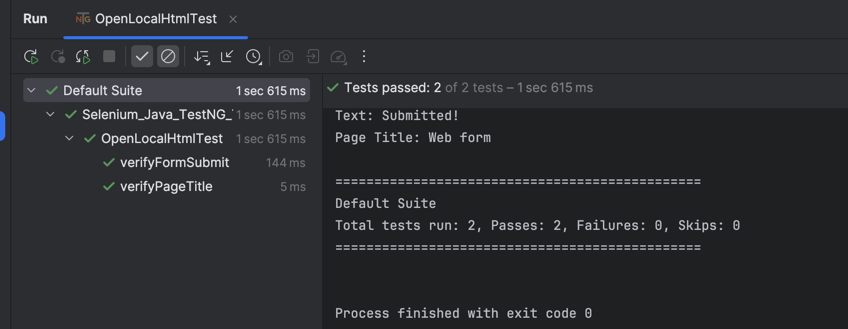 Run
OpenLocalHtmlTest
Default Suite 1 sec 615 ms
Selenium_Java_TestNG_ 1 sec 615 ms
OpenLocalHtmlTest 1 sec 615 ms
verifyFormSubmit 144 ms
verifyPageTitle 5 ms
Tests passed: 2 of 2 tests – 1 sec 615 ms
Text: Submitted!
Page Title: Web form
===============================================
Default Suite
Total tests run: 2, Passes: 2, Failures: 0, Skips: 0
===============================================
Process finished with exit code 0